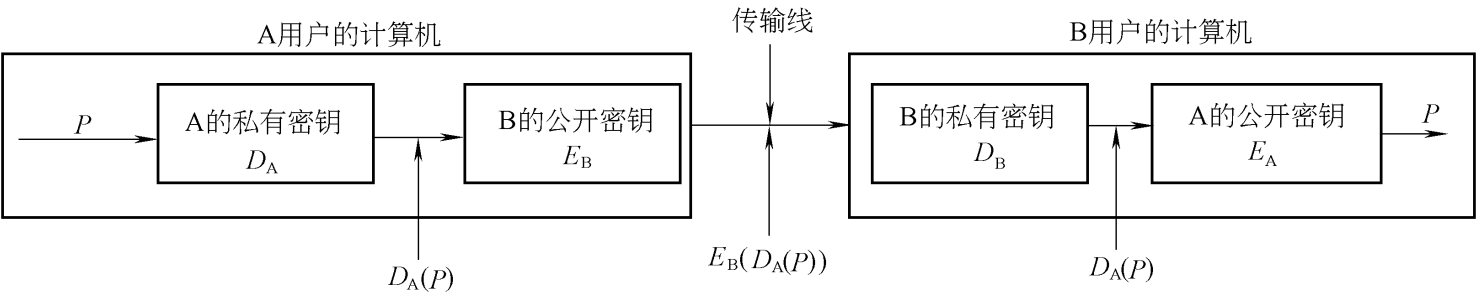 传输线
A用户的计算机
B用户的计算机
P
A的私有密钥
DA
B的公开密钥
EB
B的私有密钥
DB
A的公开密钥
EA
P
DA(P)
EB(DA(P))
DA(P)